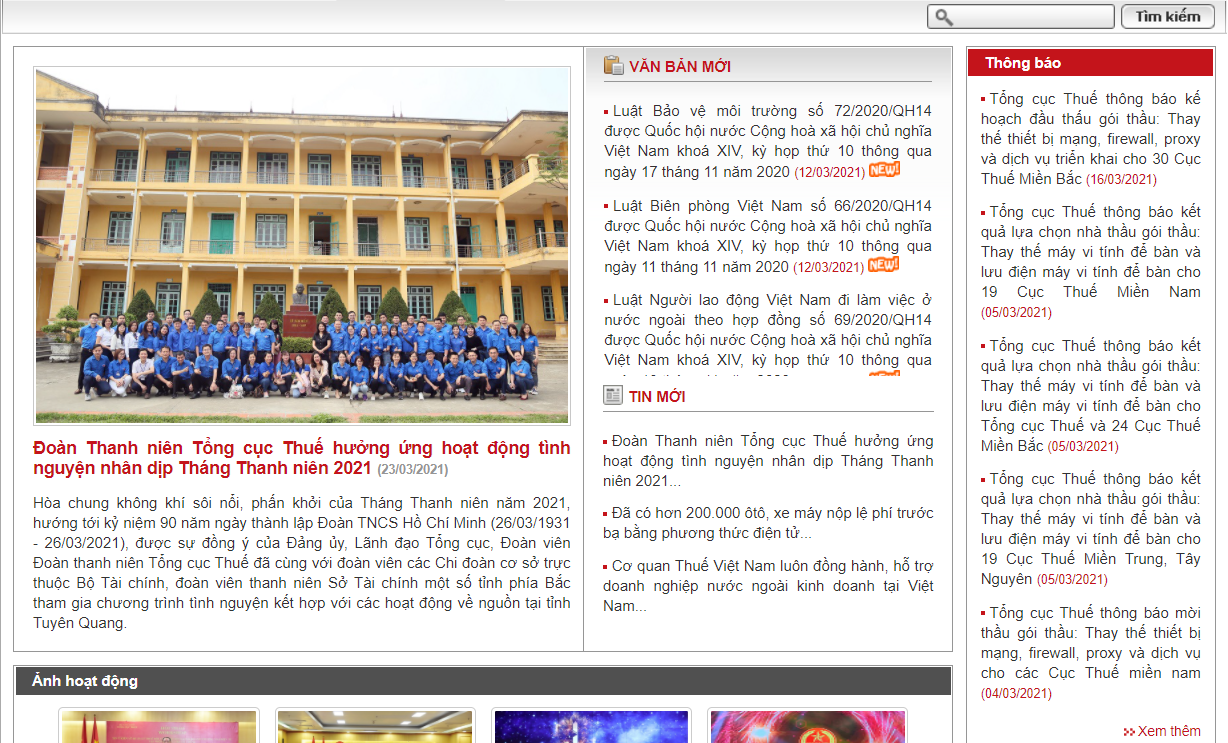 Tìm kiếm
Đoàn Thanh niên Tổng cục Thuế hưởng ứng hoạt động tình
nguyện nhân dịp Tháng Thanh niên 2021 (23/03/2021)
Hòa chung không khí sôi nổi, phấn khởi của Tháng Thanh niên năm 2021,
hướng tới kỷ niệm 90 năm ngày thành lập Đoàn TNCS Hồ Chí Minh (26/03/1931
- 26/03/2021), được sự đồng ý của Đảng ủy, Lãnh đạo Tổng cục, Đoàn viên
Đoàn thanh niên Tổng cục Thuế đã cùng với đoàn viên các Chi đoàn cơ sở trực
thuộc Bộ Tài chính, đoàn viên thanh niên Sở Tài chính một số tỉnh phía Bắc
tham gia chương trình tình nguyện kết hợp với các hoạt động về nguồn tại tỉnh
Tuyên Quang.
VĂN BẢN MỚI
Luật Bảo vệ môi trường số 72/2020/QH14
được Quốc hội nước Cộng hoà xã hội chủ nghĩa
Việt Nam khoá XIV, kỳ họp thứ 10 thông qua
ngày 17 tháng 11 năm 2020 (12/03/2021) NEW!
Luật Biên phòng Việt Nam số 66/2020/QH14
được Quốc hội nước Cộng hoà xã hội chủ nghĩa
Việt Nam khoá XIV, kỳ họp thứ 10 thông qua
ngày 11 tháng 11 năm 2020 (12/03/2021) NEW!
Luật Người lao động Việt Nam đi làm việc ở
nước ngoài theo hợp đồng số 69/2020/QH14
được Quốc hội nước Cộng hoà xã hội chủ nghĩa
Việt Nam khoá XIV, kỳ họp thứ 10 thông qua
TIN MỚI
Đoàn Thanh niên Tổng cục Thuế hưởng ứng
hoạt động tình nguyện nhân dịp Tháng Thanh
niên 2021...
Đã có hơn 200.000 ôtô, xe máy nộp lệ phí trước
bạ bằng phương thức điện tử...
Cơ quan Thuế Việt Nam luôn đồng hành, hỗ trợ
doanh nghiệp nước ngoài kinh doanh tại Việt
Nam...
Thông báo
Tổng cục Thuế thông báo kế
hoạch đấu thầu gói thầu: Thay
thế thiết bị mạng, firewall, proxy
và dịch vụ triển khai cho 30 Cục
Thuế Miền Bắc (16/03/2021)
Tổng cục Thuế thông báo kết
quả lựa chọn nhà thầu gói thầu:
Thay thế máy vi tính để bàn và
lưu điện máy vi tính để bàn cho
19 Cục Thuế Miền Nam
(05/03/2021)
Tổng cục Thuế thông báo kết
quả lựa chọn nhà thầu gói thầu:
Thay thế máy vi tính để bàn và
lưu điện máy vi tính để bàn cho
Tổng cục Thuế và 24 Cục Thuế
Miền Bắc (05/03/2021)
Tổng cục Thuế thông báo kết
quả lựa chọn nhà thầu gói thầu:
Thay thế máy vi tính để bàn và
lưu điện máy vi tính để bàn cho
19 Cục Thuế Miền Trung, Tây
Nguyên (05/03/2021)
Tổng cục Thuế thông báo mời
thầu gói thầu: Thay thế thiết bị
mạng, firewall, proxy và dịch vụ
cho các Cục Thuế miền nam
(04/03/2021)
Xem thêm
Ảnh hoạt động